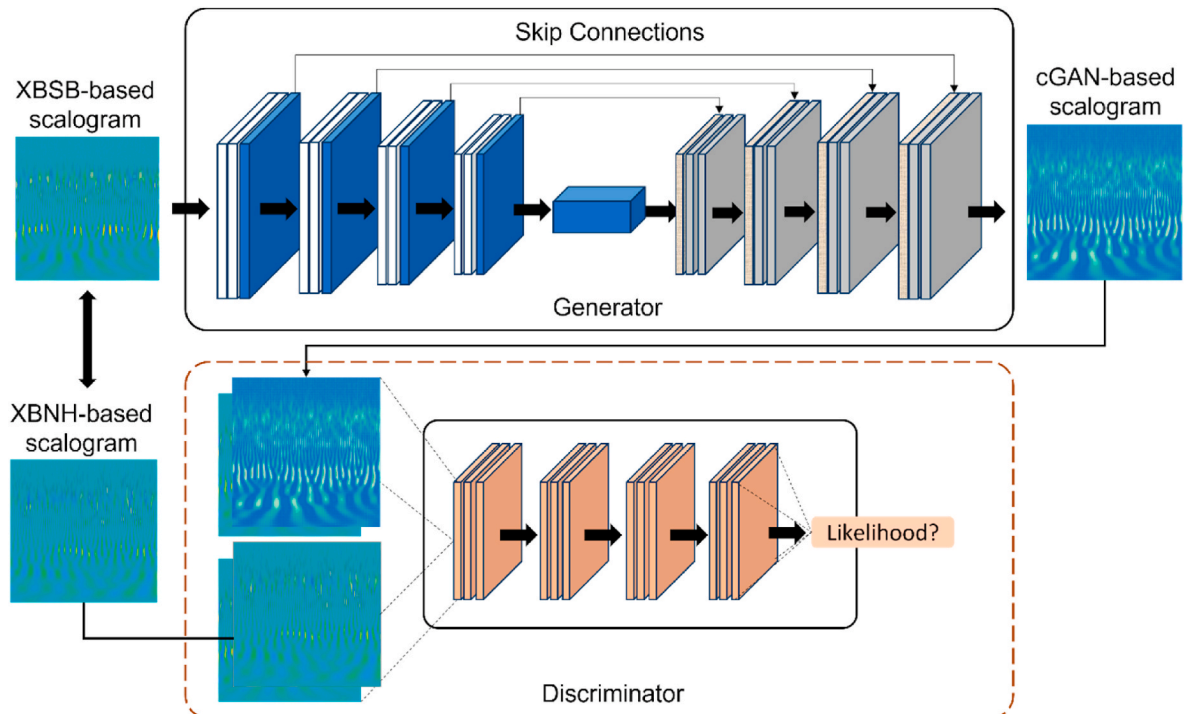 Skip Connections
XBSB-based
scalogram
cGAN-based
scalogram
Generator
XBNH-based
scalogram
Likelihood?
Discriminator